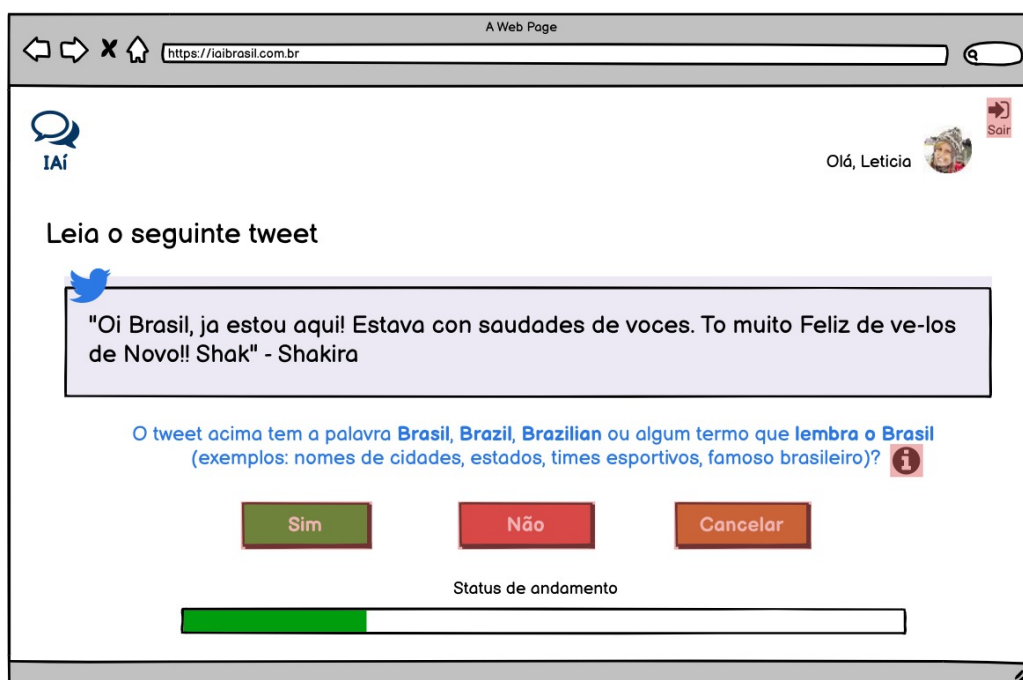 A Web Page
https://iaibrasil.com.br
Sair
IAí
Olá, Leticia
Leia o seguinte tweet
"Oi Brasil, ja estou aqui! Estava con saudades de voces. To muito Feliz de ve-los
de Novo!! Shak" - Shakira
O tweet acima tem a palavra Brasil, Brazil, Brazilian ou algum termo que lembra o Brasil
(exemplos: nomes de cidades, estados, times esportivos, famoso brasileiro)?
Sim
Não
Cancelar
Status de andamento